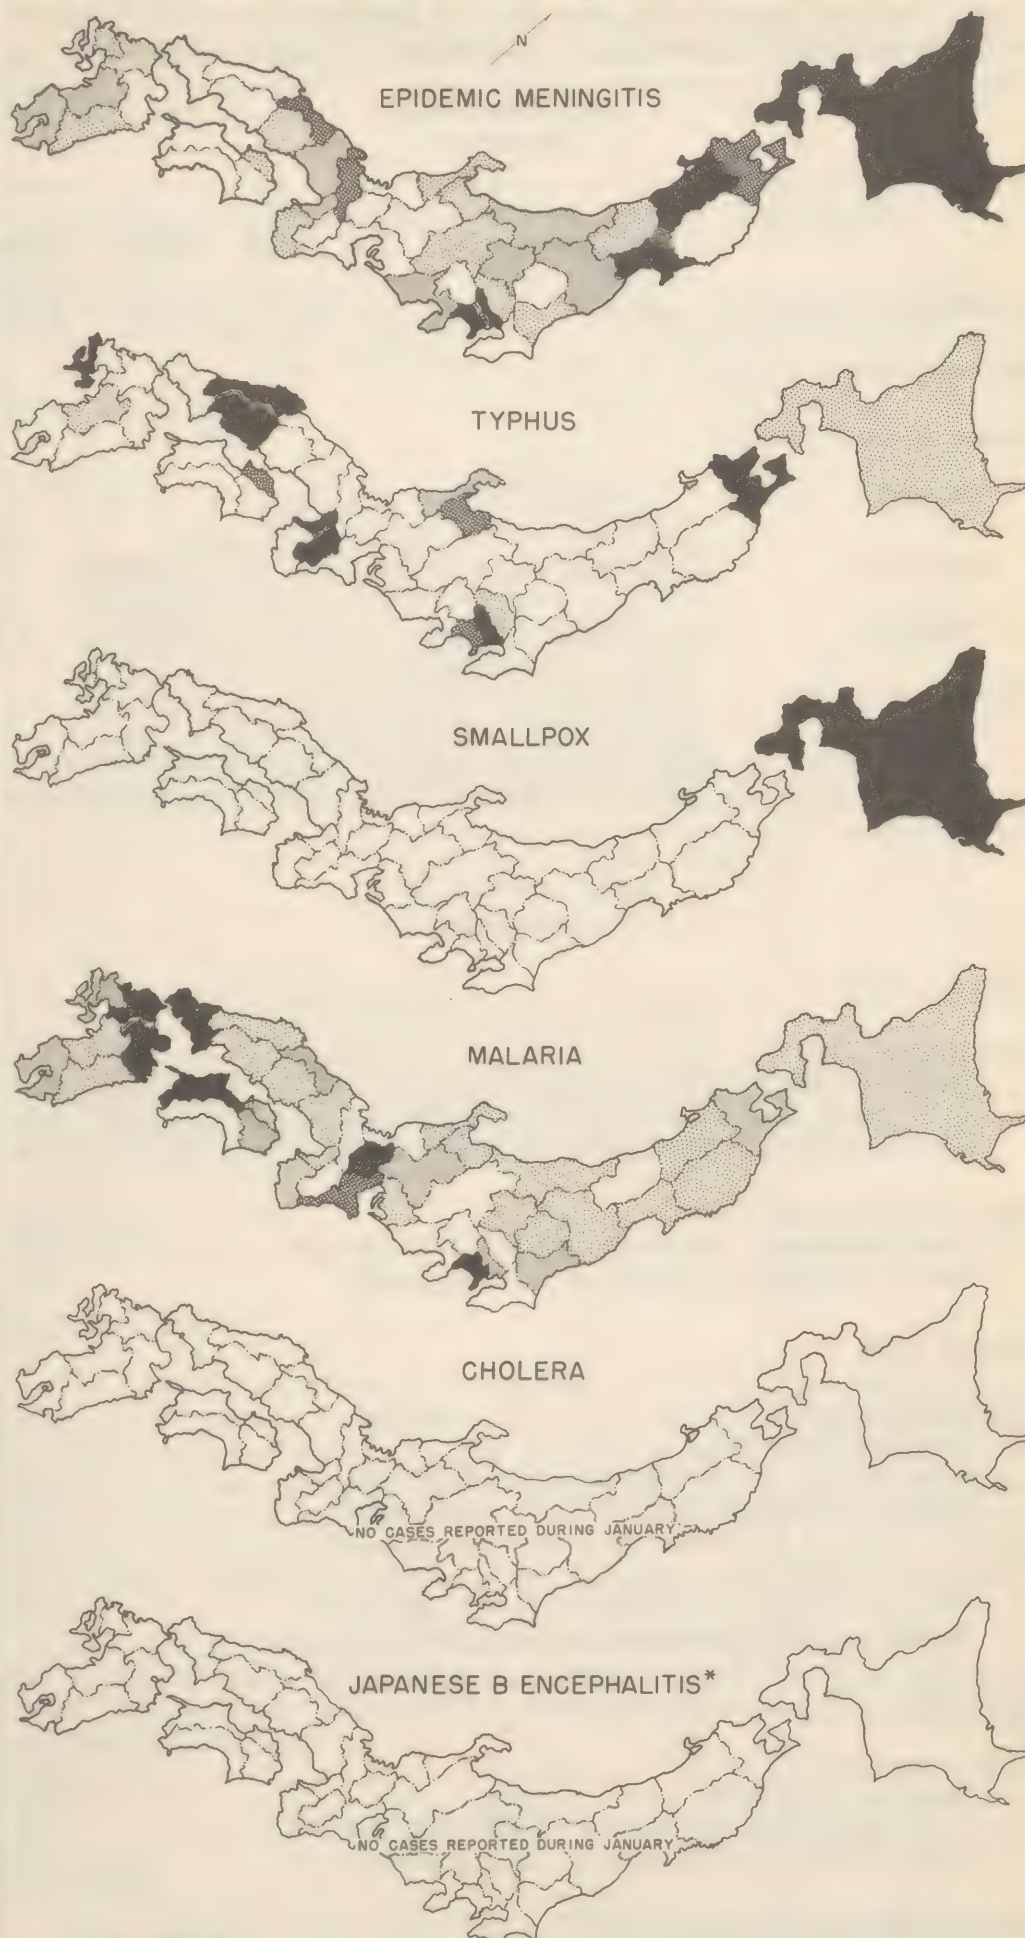 N
EPIDEMIC MENINGITIS
TYPHUS
SMALLPOX
MALARIA
CHOLERA
NO CASES REPORTED DURING JANUARY
JAPANESE B ENCEPHALITIS*
NO CASES REPORTED DURING JANUARY